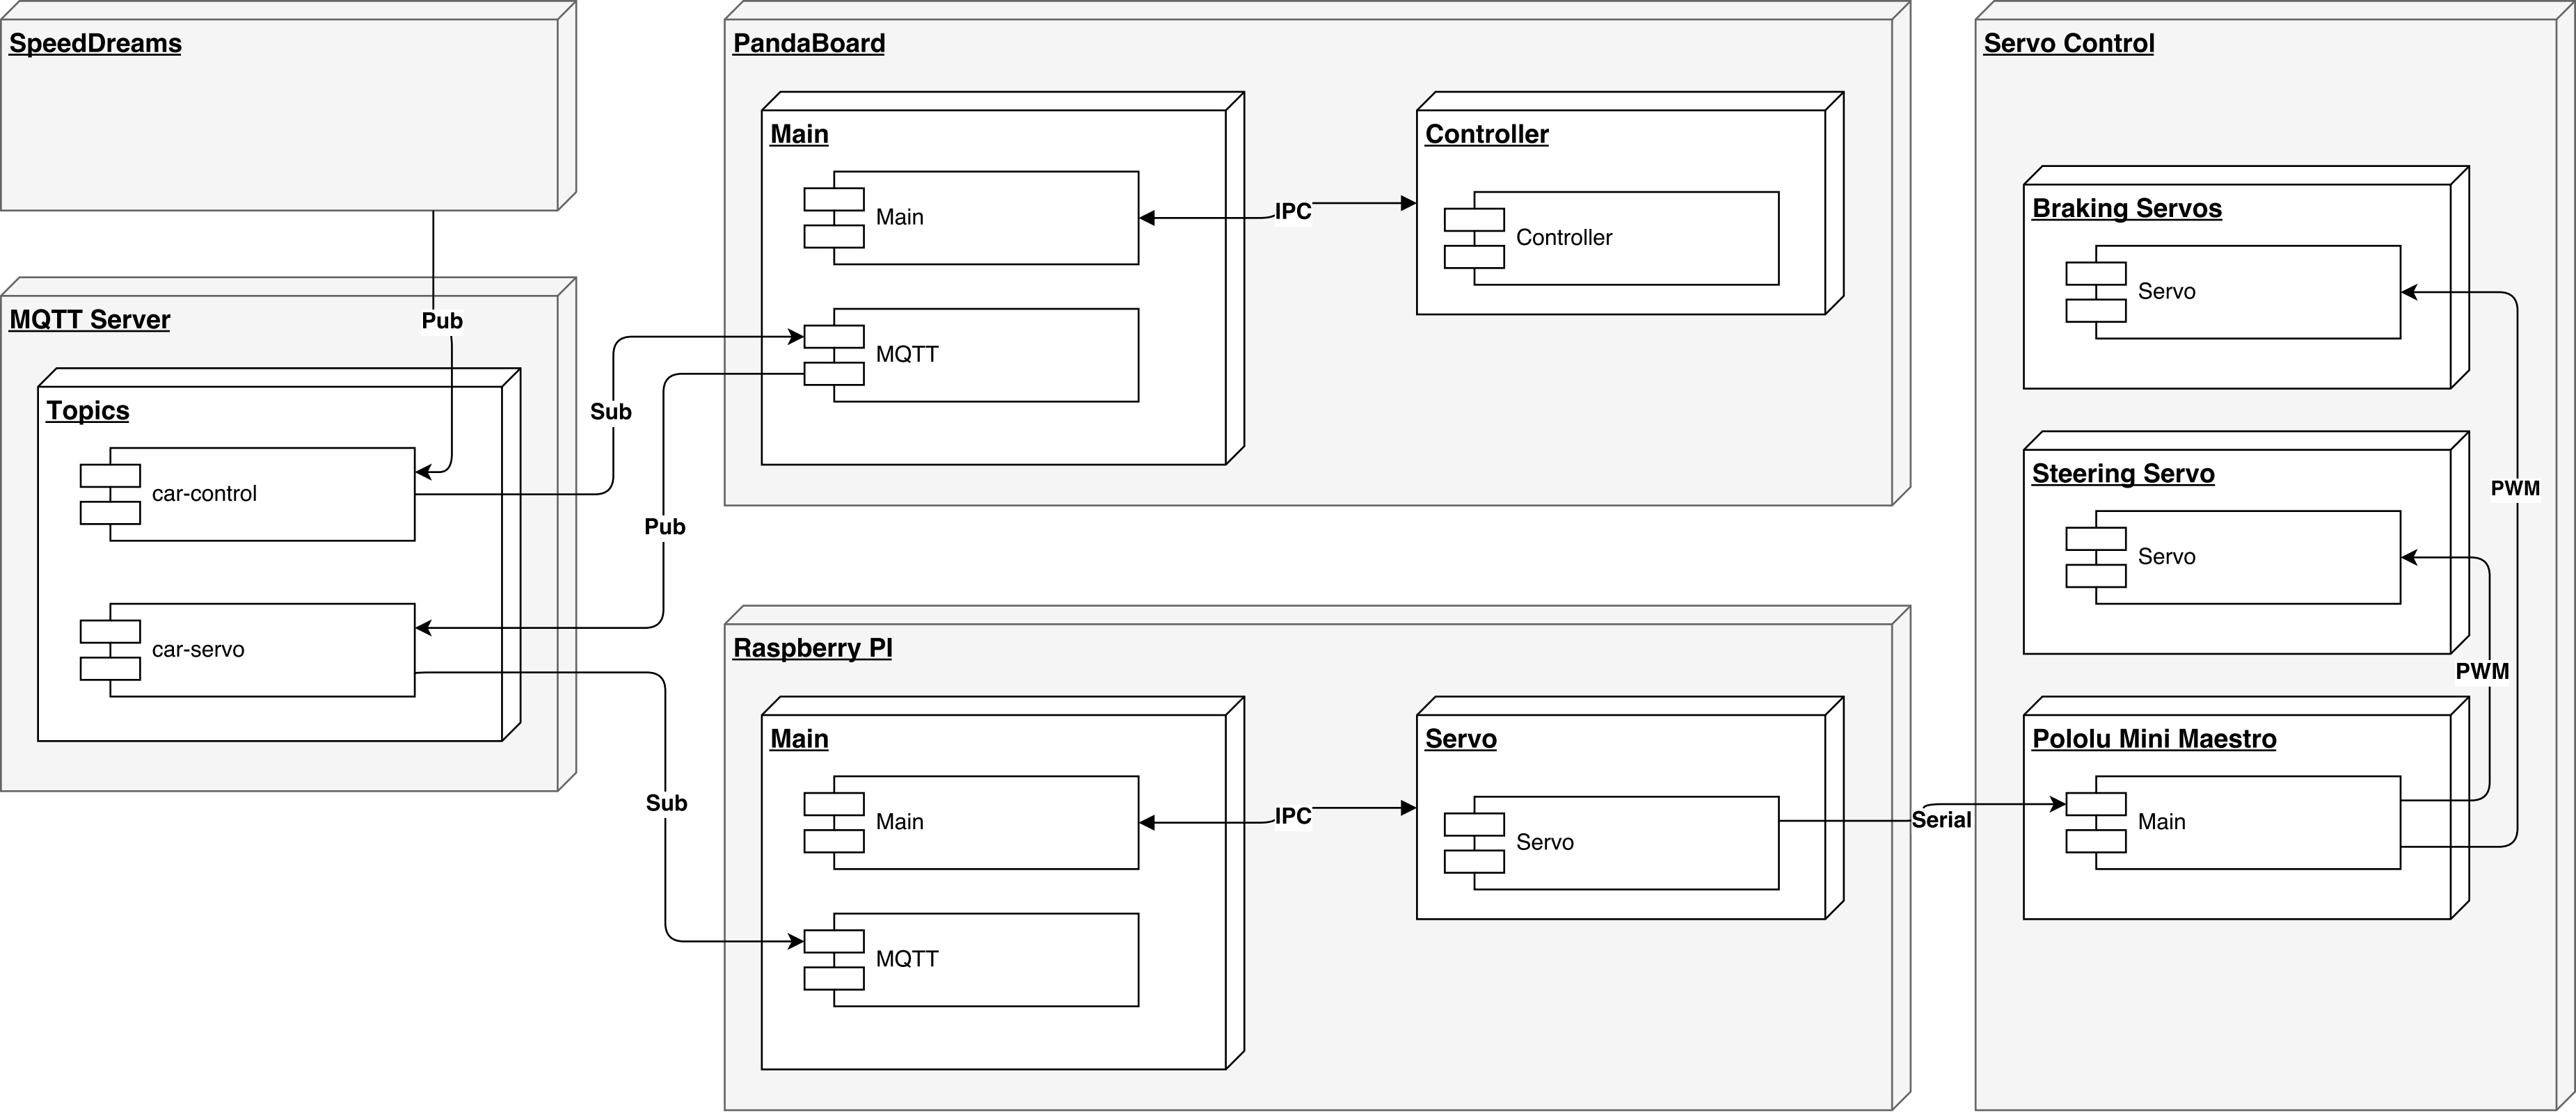 SpeedDreams
Pub
MQTT Server
Topics
car-control
car-servo
Sub
Pub
Sub
PandaBoard
Main
Main
MQTT
IPC
Controller
Controller
Raspberry PI
Main
Main
MQTT
IPC
Servo
Servo
Serial
Servo Control
Braking Servos
Servo
Steering Servo
Servo
PWM
PWM
Pololu Mini Maestro
Main